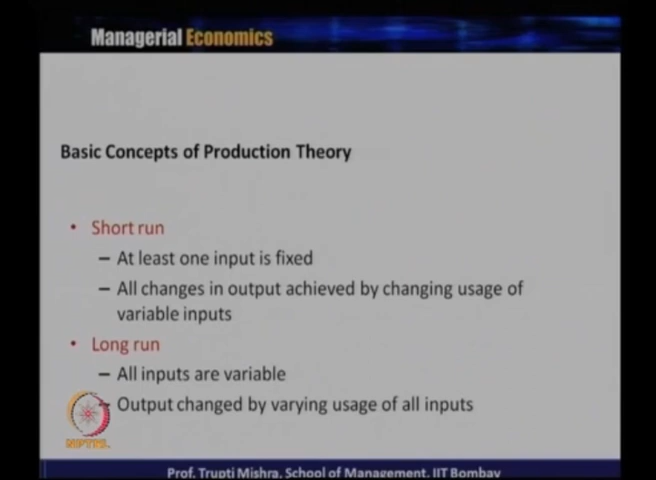 Managerial Economics
Basic Concepts of Production Theory
• Short run
– At least one input is fixed
– All changes in output achieved by changing usage of
variable inputs
• Long run
– All inputs are variable
– Output changed by varying usage of all inputs
NPTEL
Prof. Trupti Mishra, School of Management, IIT Bombay